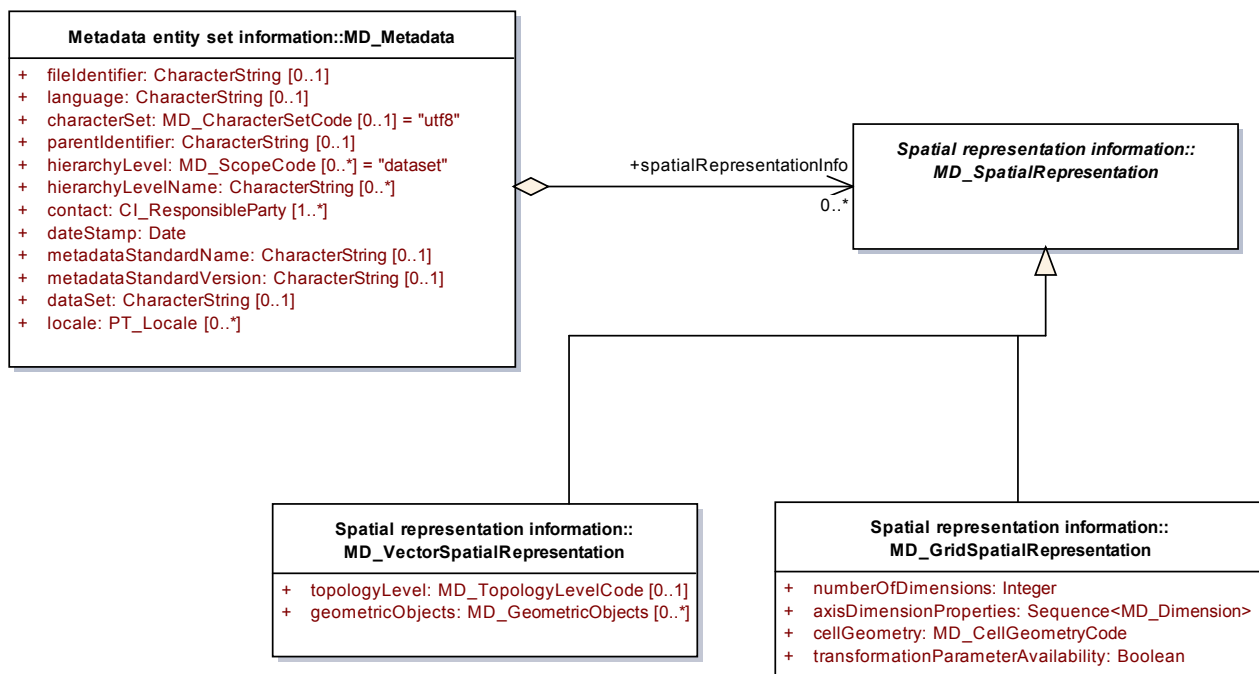 Metadata entity set information::MD_Metadata
+ fileIdentifier: CharacterString [0..1]
+ language: CharacterString [0..1]
+ characterSet: MD_CharacterSetCode [0..1] = "utf8"
+ parentIdentifier: CharacterString [0..1]
+ hierarchyLevel: MD_ScopeCode [0..*] = "dataset"
+ hierarchyLevelName: CharacterString [0..*]
+ contact: CI_ResponsibleParty [1..*]
+ dateStamp: Date
+ metadataStandardName: CharacterString [0..1]
+ metadataStandardVersion: CharacterString [0..1]
+ dataSet: CharacterString [0..1]
+ locale: PT_Locale [0..*]
+spatialRepresentationInfo
0..*
Spatial representation information::
MD_SpatialRepresentation
Spatial representation information::
MD_VectorSpatialRepresentation
+ topologyLevel: MD_TopologyLevelCode [0..1]
+ geometricObjects: MD_GeometricObjects [0..*]
Spatial representation information::
MD_GridSpatialRepresentation
+ numberOfDimensions: Integer
+ axisDimensionProperties: Sequence<MD_Dimension>
+ cellGeometry: MD_CellGeometryCode
+ transformationParameterAvailability: Boolean